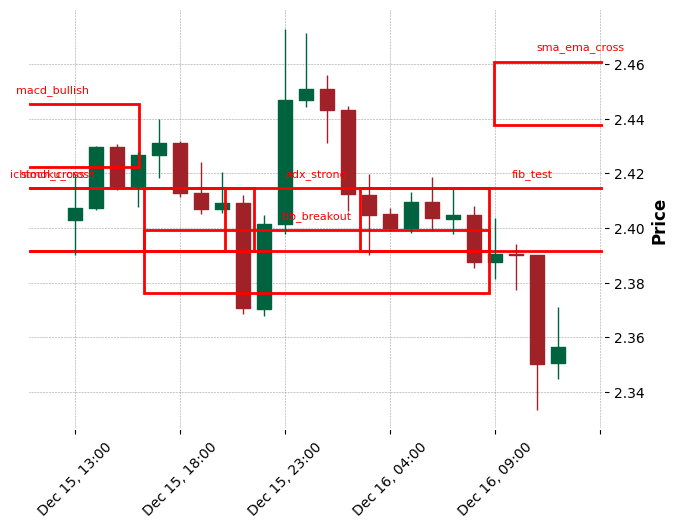 sma_ema_cross
macd_bullish
adx_strong
fib_test
bb_breakout
2.46
2.44
2.42
2.40
2.38
2.36
2.34
Price
Dec 15, 13:00
Dec 15, 18:00
Dec 15, 23:00
Dec 16, 04:00
Dec 16, 09:00